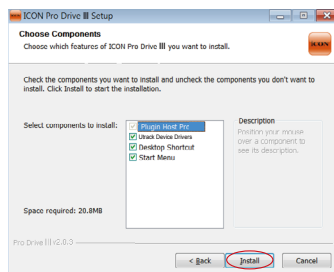 ICON Pro Drive III Setup
Choose Components
Choose which features of ICON Pro Drive III you want to install.
ICON
Check the components you want to install and uncheck the components you don't want to
install. Click Install to start the installation.
Select components to install:
Plugin Host Pro
Utrack Device Drivers
Desktop Shortcut
Start Menu
Description
Position your mouse
over a component to
see its description.
Space required: 20.8MB
Pro Drive III V2.0.3
< Back
Install
Cancel